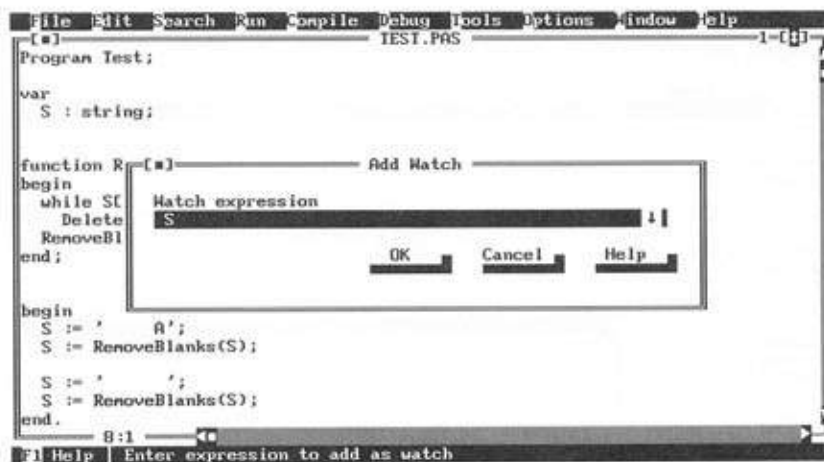 File Edit Search Run Compile Debug Tools Options Window Help
TEST.PAS 1
Program Test;
var
S : string;
function R
begin
while S[
Delete
RemoveBl
end;
Add Watch
Watch expression
S
OK Cancel Help
begin
S := '     A';
S := RemoveBlanks(S);
S := '      ';
S := RemoveBlanks(S);
end.
8:1
F1 Help | Enter expression to add as watch